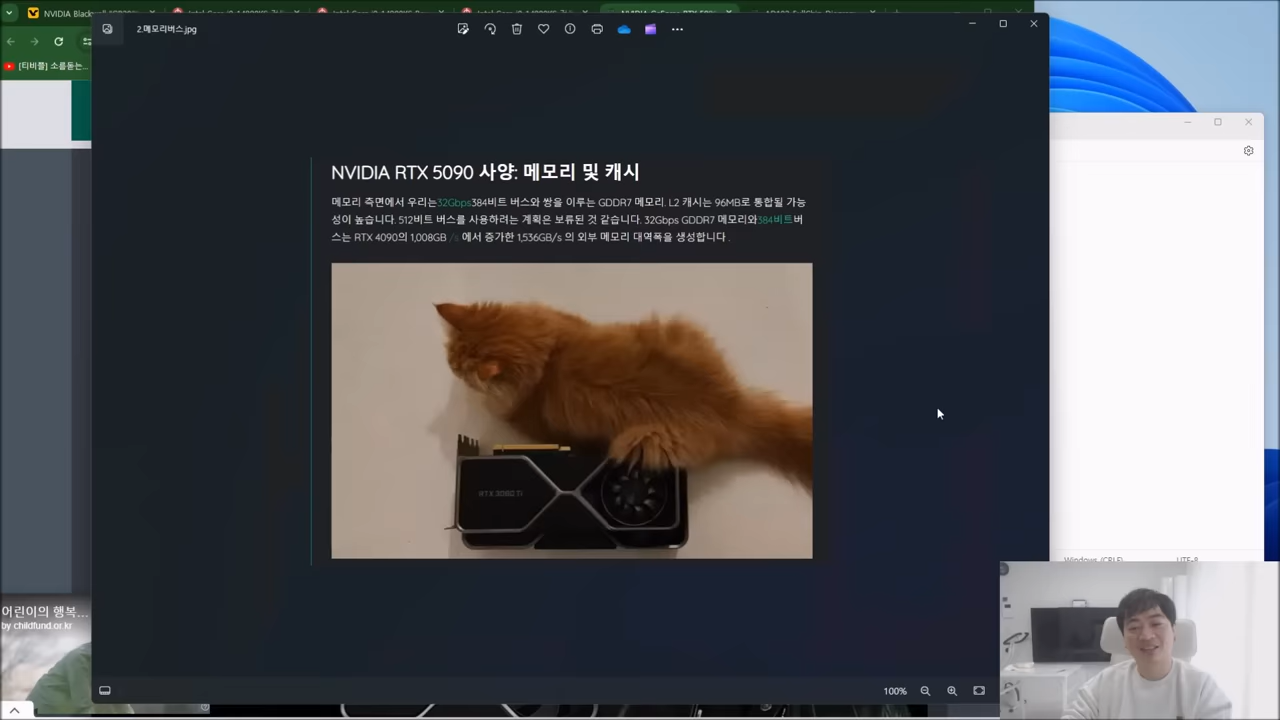 NVIDIA Black
2.메모리버스.jpg
[티비플] 소름돋는...
NVIDIA RTX 5090 사양: 메모리 및 캐시
메모리 측면에서 우리는32Gbps384비트 버스와 쌍을 이루는 GDDR7 메모리. L2 캐시는 96MB로 통합될 가능
성이 높습니다. 512비트 버스를 사용하려는 계획은 보류된 것 같습니다. 32Gbps GDDR7 메모리와384비트버
스는 RTX 4090의 1,008GB /s 에서 증가한 1,536GB/s 의 외부 메모리 대역폭을 생성합니다 .
RTX 3080 Ti
Windows (CRLF) UTF-8
어린이의 행복...
by childfund.or.kr
100%